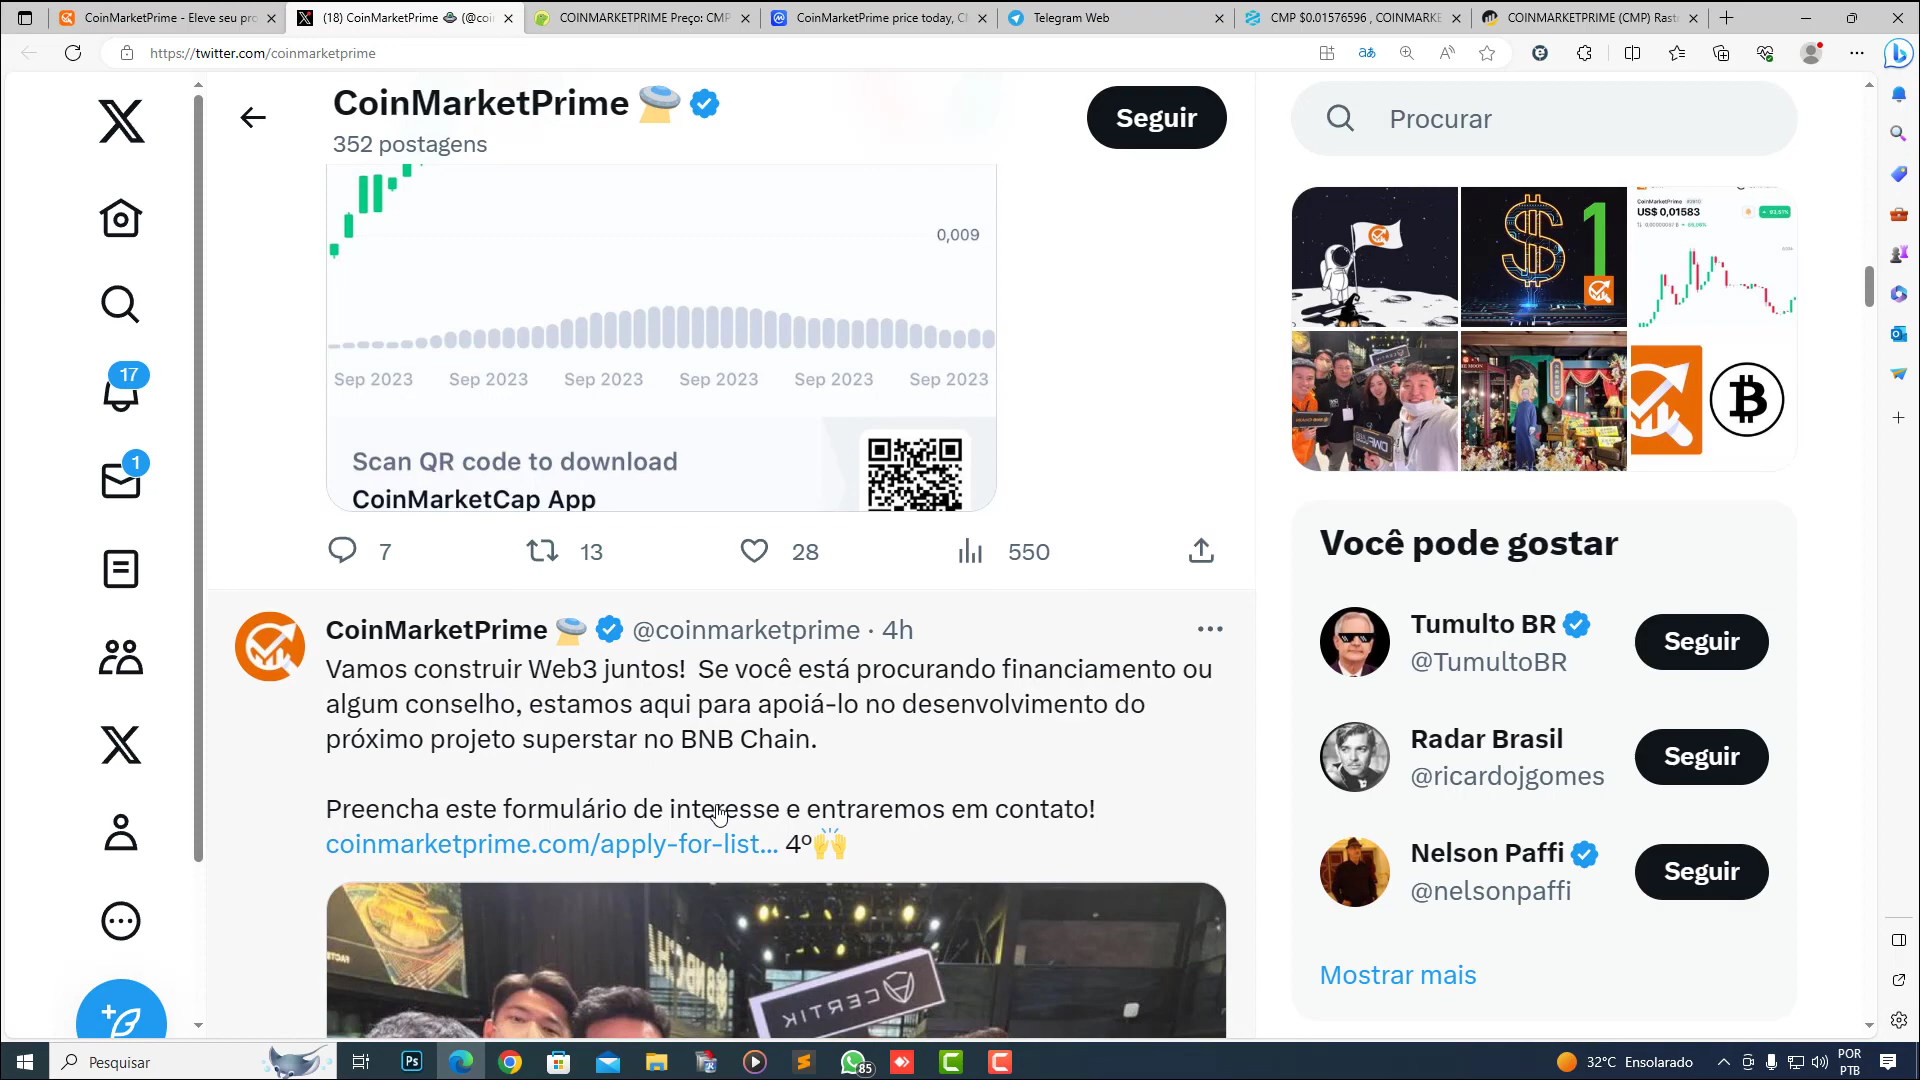 CoinMarketPrime - Eleve seu pro
(18) CoinMarketPrime 🛸 (@coin
COINMARKETPRIME Preço: CMP
CoinMarketPrime price today, C
Telegram Web
CMP $0.01576596 , COINMARKE
COINMARKETPRIME (CMP) Rast
https://twitter.com/coinmarketprime
CoinMarketPrime 🛸
352 postagens
Seguir
Procurar
0,009
Sep 2023 Sep 2023 Sep 2023 Sep 2023 Sep 2023 Sep 2023
Scan QR code to download
CoinMarketCap App
7 13 28 550
17
1
CoinMarketPrime 🛸 @coinmarketprime · 4h
Vamos construir Web3 juntos! Se você está procurando financiamento ou
algum conselho, estamos aqui para apoiá-lo no desenvolvimento do
próximo projeto superstar no BNB Chain.
Preencha este formulário de interesse e entraremos em contato!
coinmarketprime.com/apply-for-list... 4º🙌
CERTIK
$1
CoinMarketPrime
US$ 0,01583
Você pode gostar
Tumulto BR
@TumultoBR
Seguir
Radar Brasil
@ricardojgomes
Seguir
Nelson Paffi
@nelsonpaffi
Seguir
Mostrar mais
Pesquisar
Ps
85
32°C Ensolarado
POR
PTB